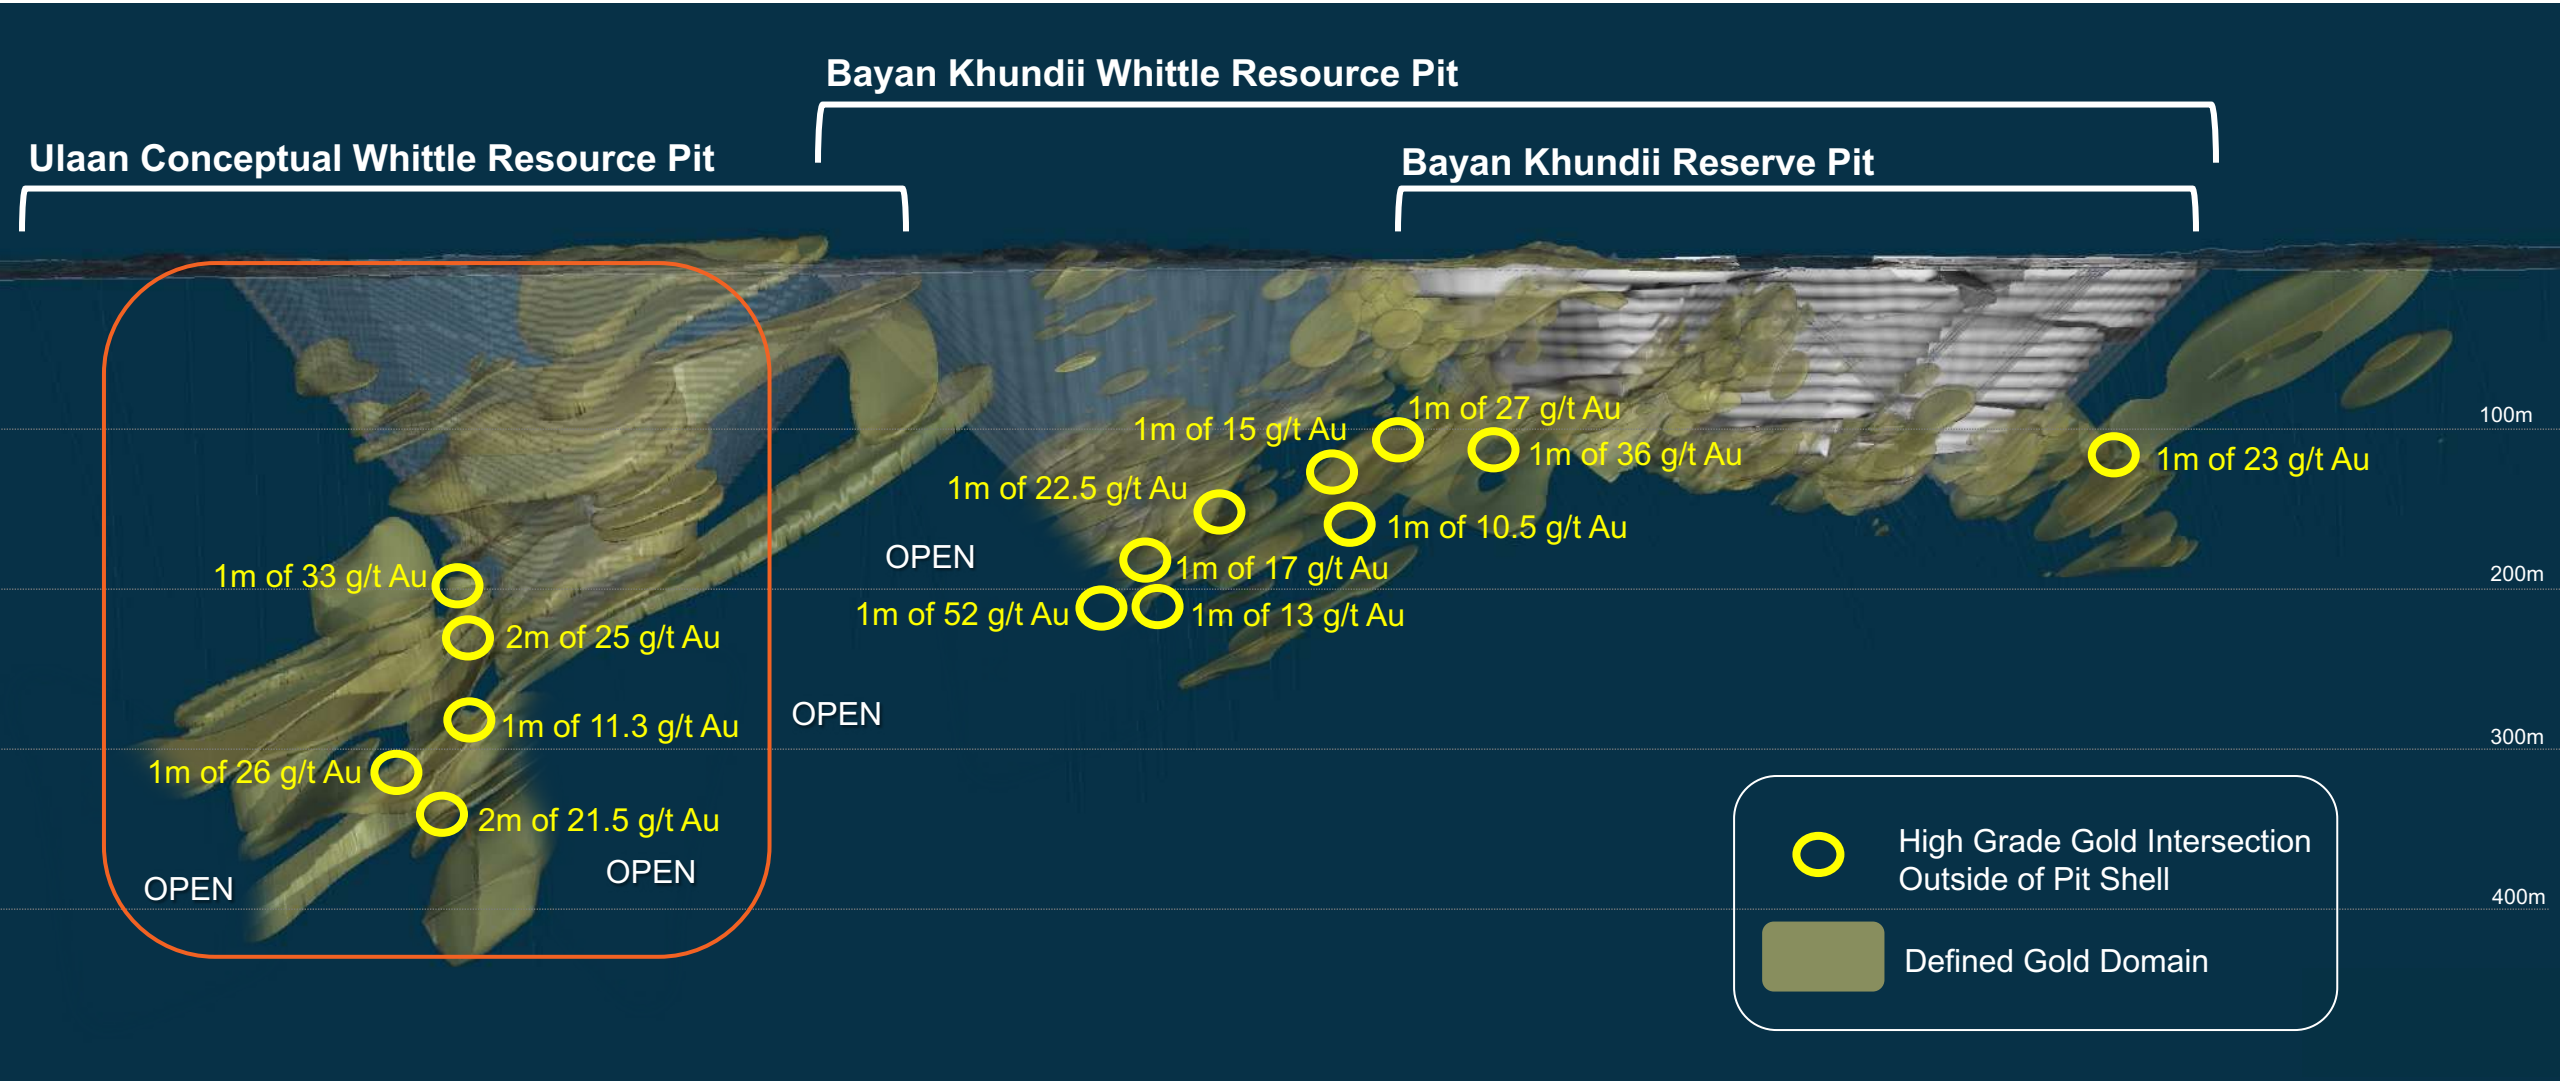 Bayan Khundii Whittle Resource Pit
Ulaan Conceptual Whittle Resource Pit
Bayan Khundii Reserve Pit
1m of 27 g/t Au
100m
1m of 15 g/t Au
1m of 36 g/t Au
1m of 23 g/t Au
1m of 22.5 g/t Au
1m of 10.5 g/t Au
OPEN
1m of 17 g/t Au
200m
1m of 33 g/t Au
1m of 52 g/t Au
1m of 13 g/t Au
2m of 25 g/t Au
OPEN
1m of 11.3 g/t Au
300m
1m of 26 g/t Au
2m of 21.5 g/t Au
OPEN
OPEN
400m
High Grade Gold Intersection
Outside of Pit Shell
Defined Gold Domain